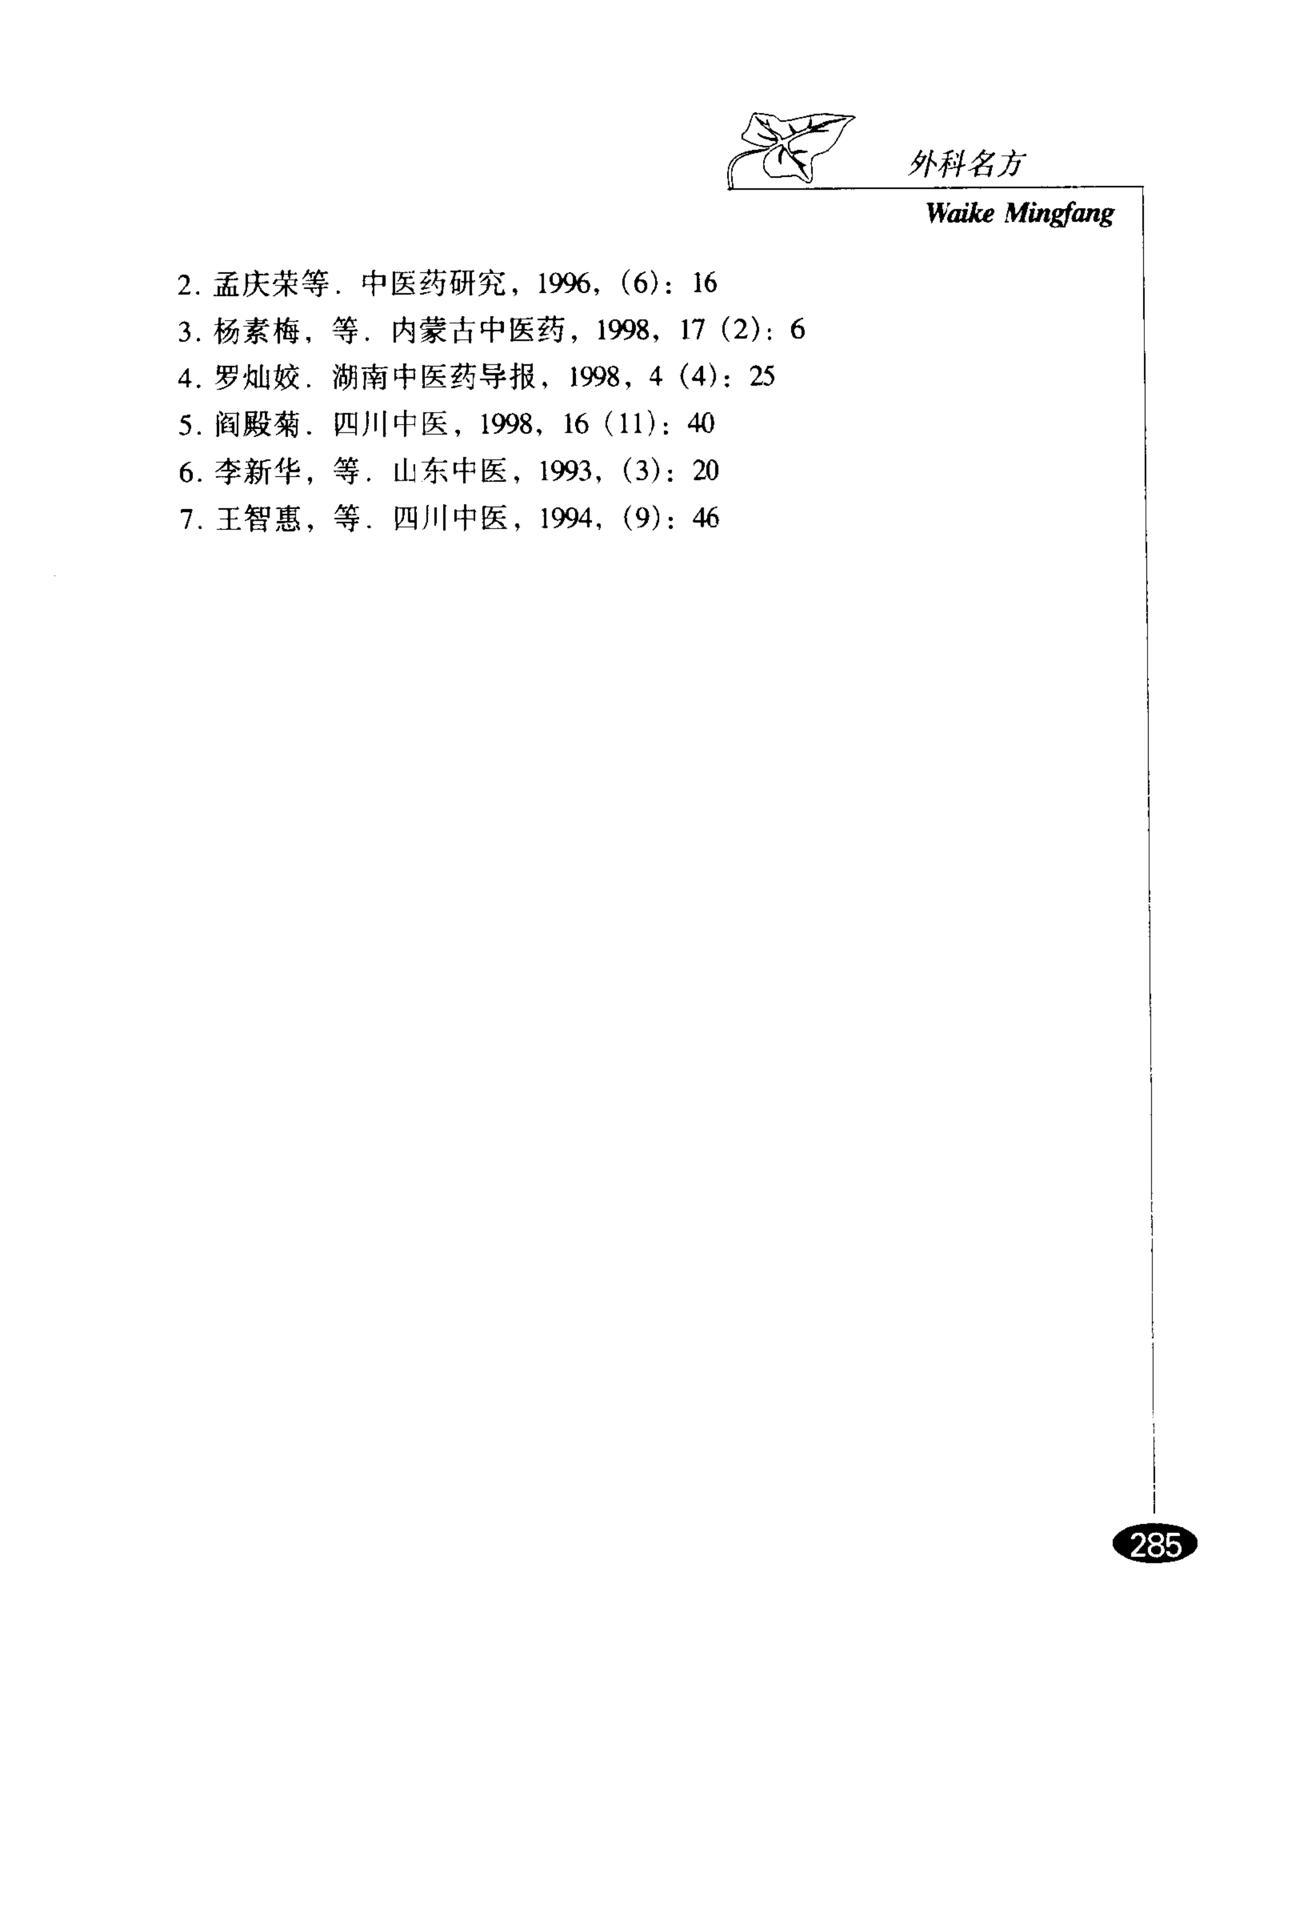 外科名方
Waike Mingfang
2. 孟庆荣等. 中医药研究, 1996, (6): 16
3. 杨素梅, 等. 内蒙古中医药, 1998, 17 (2): 6
4. 罗灿姣. 湖南中医药导报, 1998, 4 (4): 25
5. 阎殿菊. 四川中医, 1998, 16 (11): 40
6. 李新华, 等. 山东中医, 1993, (3): 20
7. 王智惠, 等. 四川中医, 1994, (9): 46
285